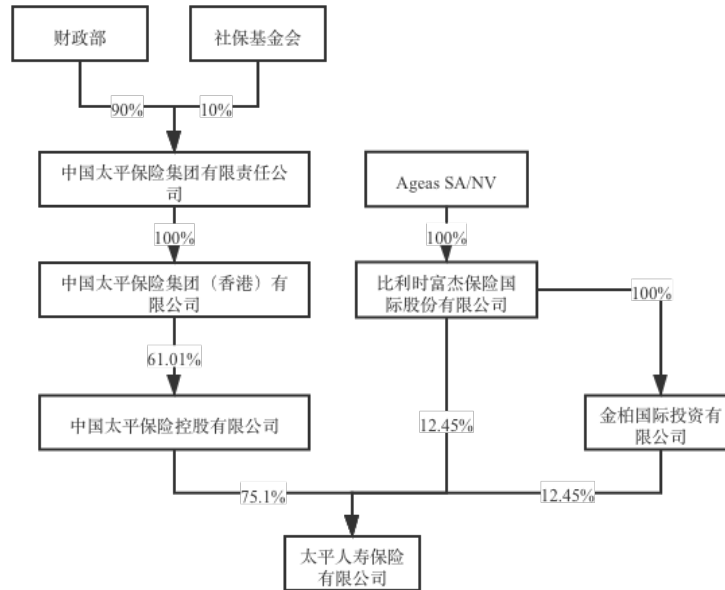 财政部
社保基金会
90%
10%
中国太平保险集团有限责任公
司
Ageas SA/NV
100%
100%
中国太平保险集团（香港）有
限公司
比利时富杰保险国
际股份有限公司
100%
61.01%
中国太平保险控股有限公司
12.45%
金柏国际投资有
限公司
75.1%
12.45%
太平人寿保险
有限公司